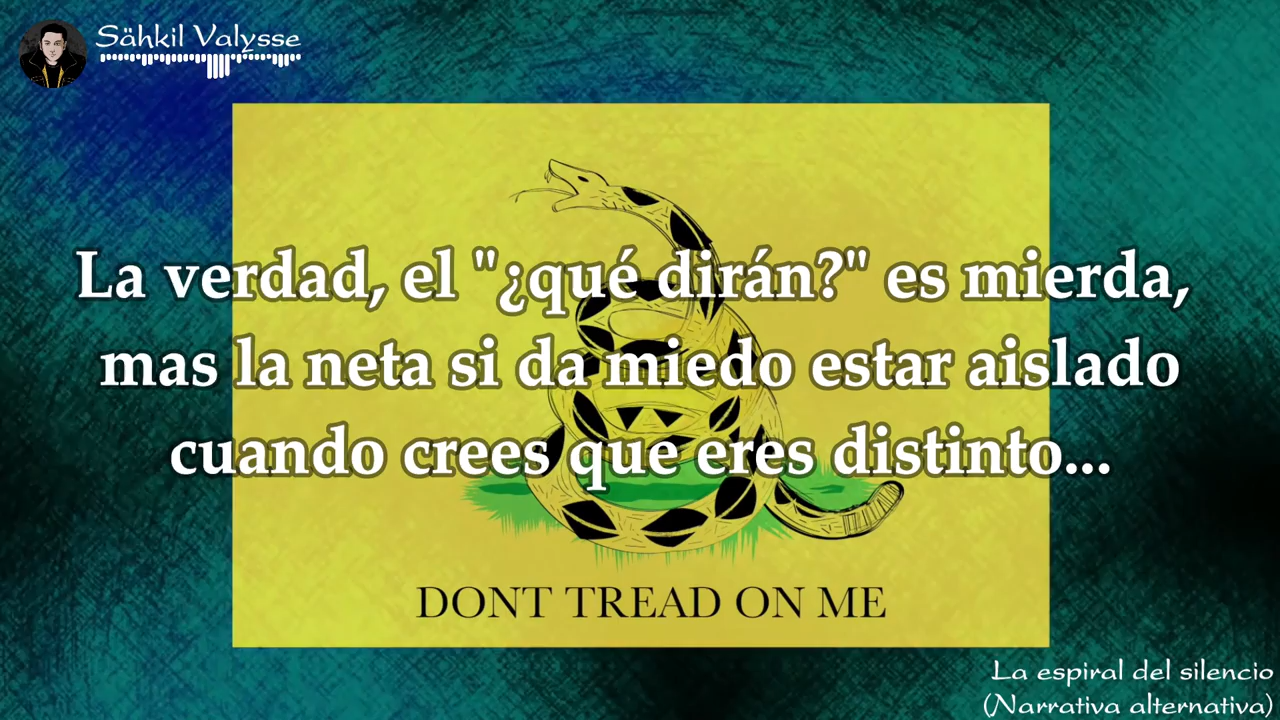 Sähkil Valysse
La verdad, el "¿qué dirán?" es mierda,
mas la neta si da miedo estar aislado
cuando crees que eres distinto...
DONT TREAD ON ME
La espiral del silencio
(Narrativa alternativa)